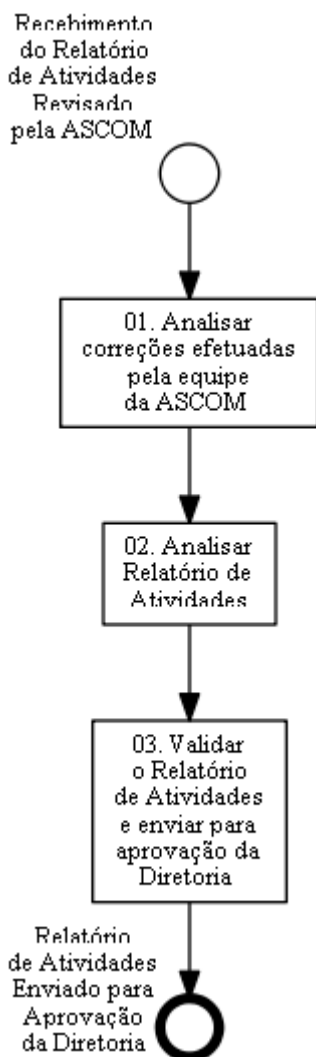 Recebimento
do Relatório
de Atividades
Revisado
pela ASCOM
01. Analisar
correções efetuadas
pela equipe
da ASCOM
02. Analisar
Relatório de
Atividades
03. Validar
o Relatório
de Atividades
e enviar para
aprovação da
Diretoria
Relatório
de Atividades
Enviado para
Aprovação
da Diretoria